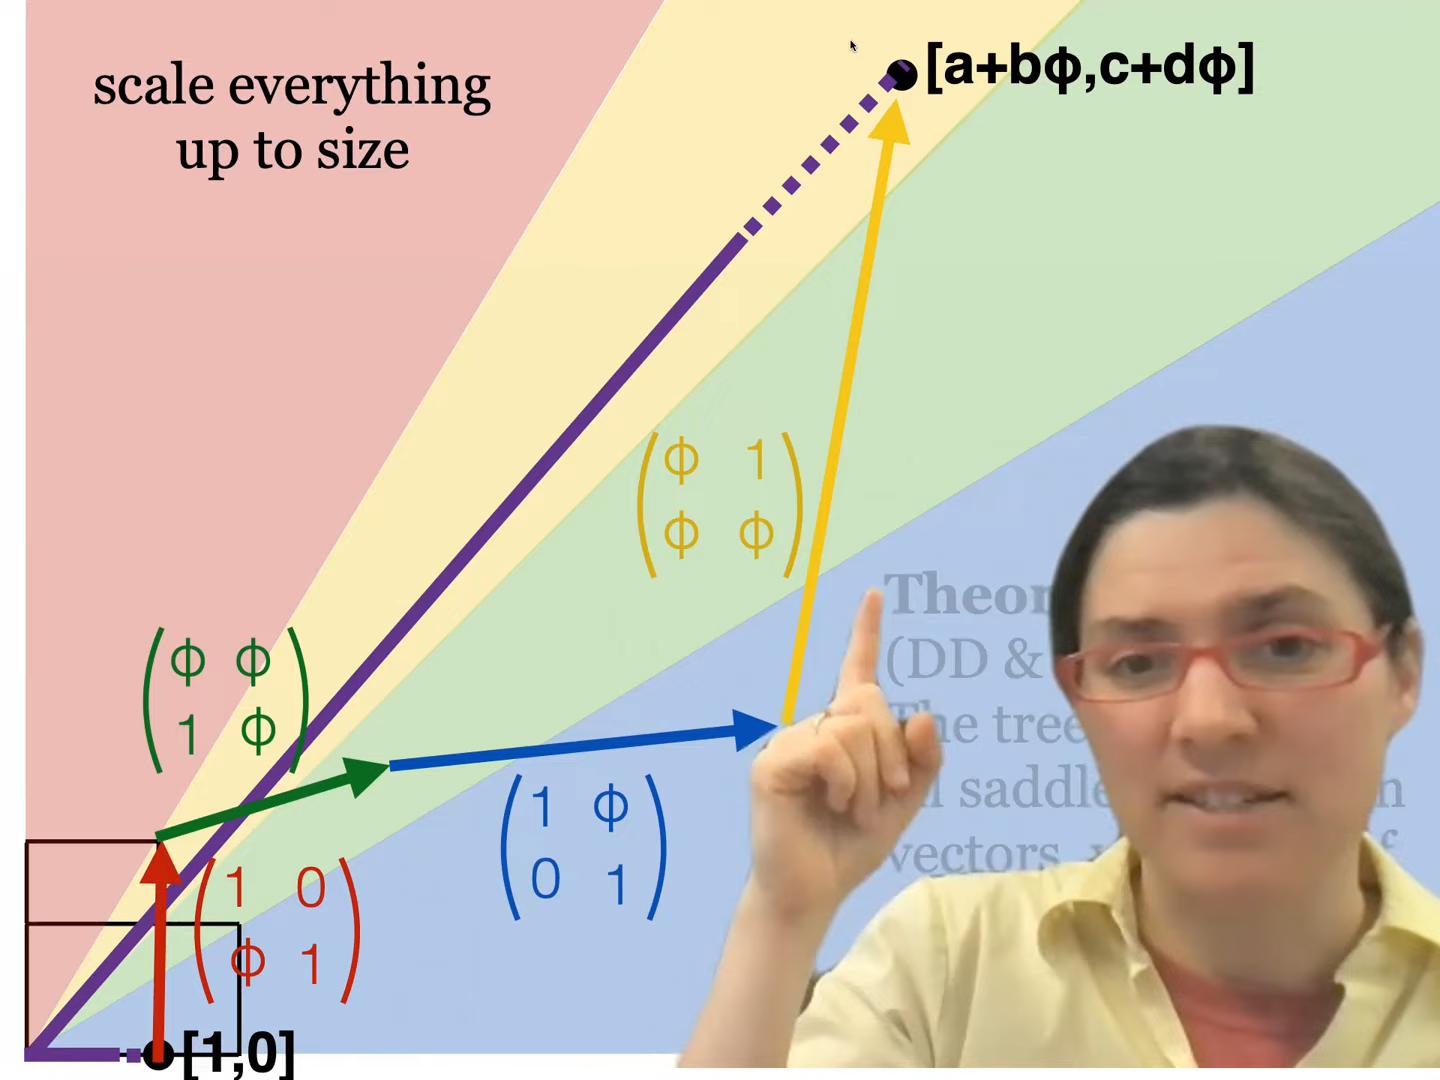 scale everything
up to size
[a+bϕ,c+dϕ]
ϕ 1
ϕ ϕ
ϕ ϕ
1 ϕ
1 ϕ
0 1
1 0
ϕ 1
[1,0]
(DD &
The tree
saddle
vectors